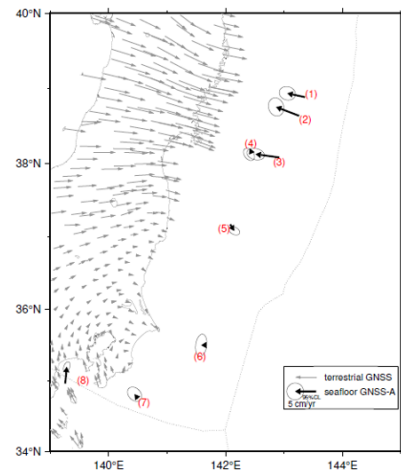 40°N
(1)
(2)
(4)
38°N
(3)
(5)
36°N
(6)
terrestrial GNSS
(8)
seafloor GNSS-A
95%CL
(7)
5 cm/yr
34°N
140°E
142°E
144°E